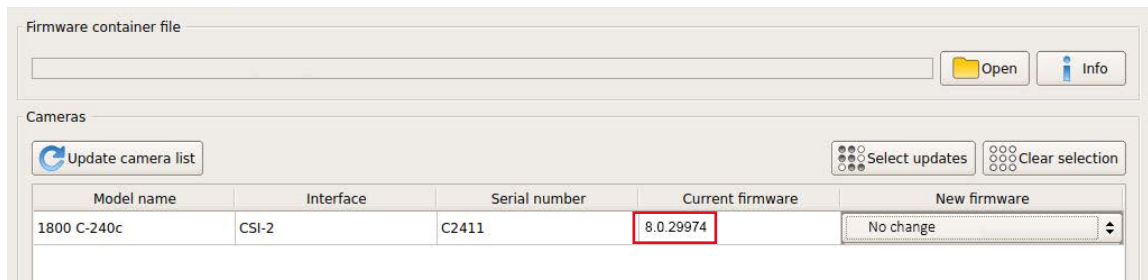 Firmware container file
Open Info
Cameras
Update camera list Select updates Clear selection
Model name Interface Serial number Current firmware New firmware
1800 C-240c CSI-2 C2411 8.0.29974 No change